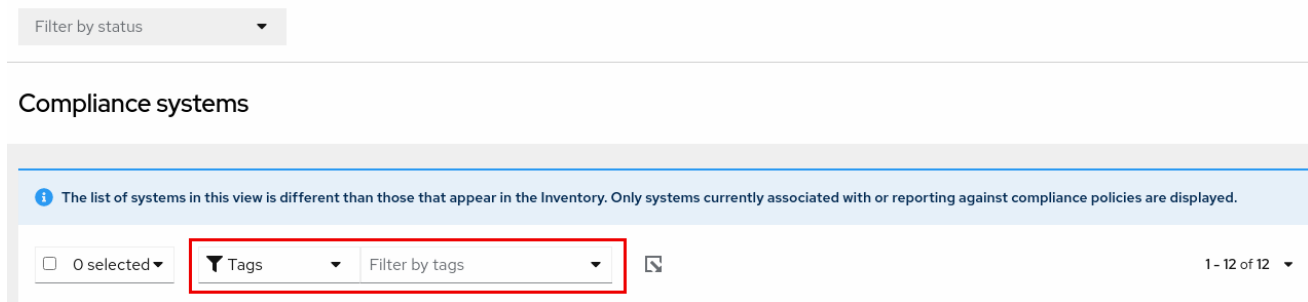 Filter by status
Compliance systems
The list of systems in this view is different than those that appear in the Inventory. Only systems currently associated with or reporting against compliance policies are displayed.
0 selected Tags Filter by tags 1 - 12 of 12